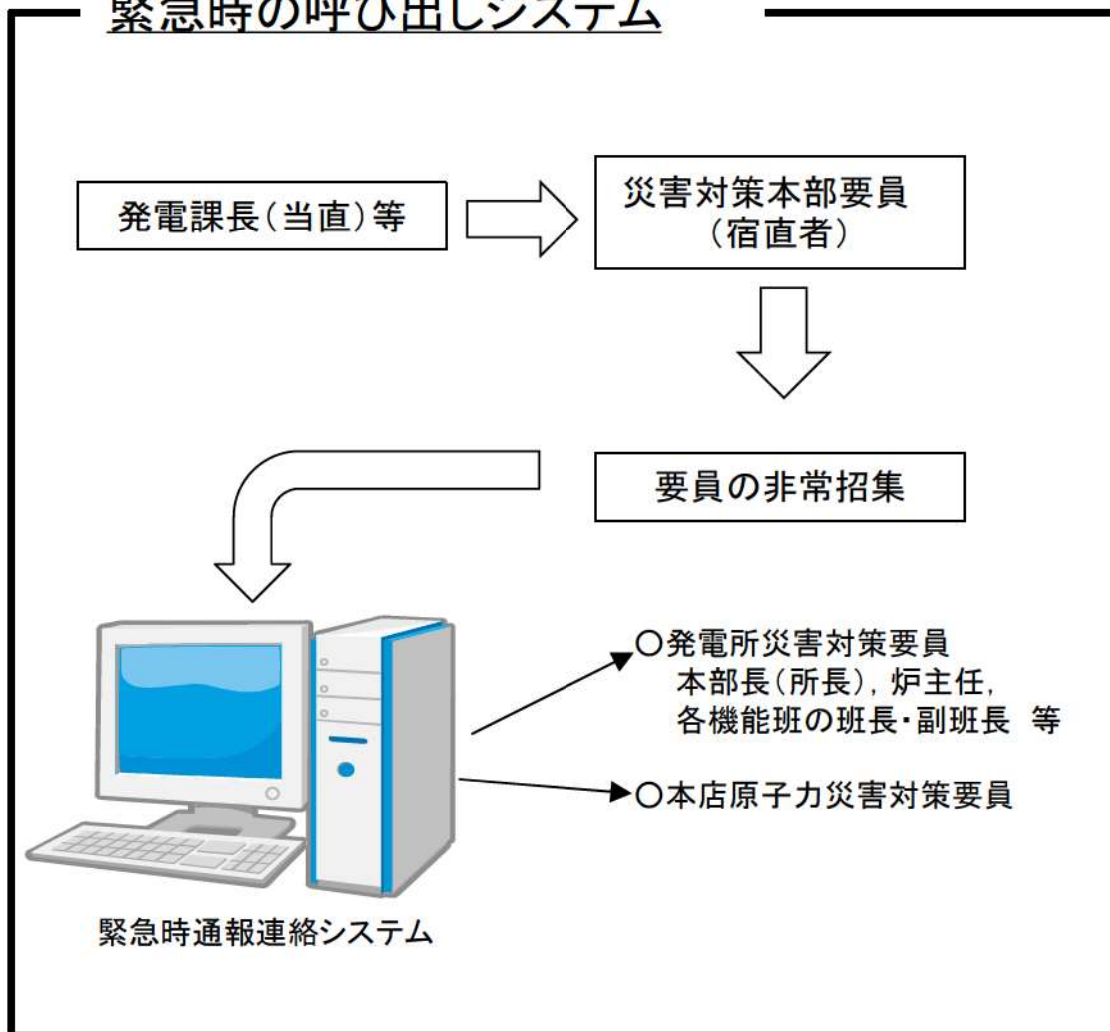 緊急時の呼び出しシステム
発電課長(当直)等
災害対策本部要員
(宿直者)
要員の非常招集
○発電所災害対策要員
本部長(所長),炉主任,
各機能班の班長・副班長 等
○本店原子力災害対策要員
緊急時通報連絡システム